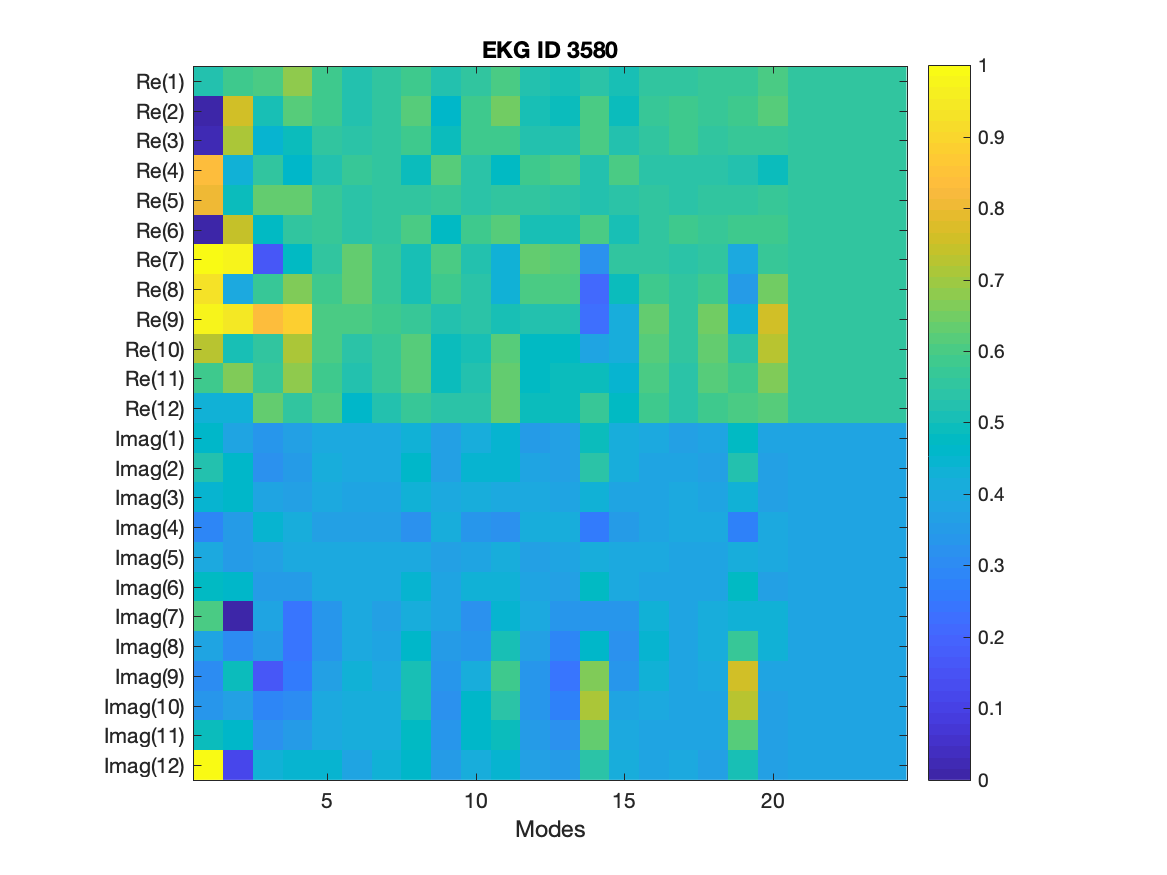 EKG ID 3580
Re(1)
Re(2)
Re(3)
Re(4)
Re(5)
Re(6)
Re(7)
Re(8)
Re(9)
Re(10)
Re(11)
Re(12)
Imag(1)
Imag(2)
Imag(3)
Imag(4)
Imag(5)
Imag(6)
Imag(7)
Imag(8)
Imag(9)
Imag(10)
Imag(11)
Imag(12)
5 10 15 20
Modes
1
0.9
0.8
0.7
0.6
0.5
0.4
0.3
0.2
0.1
0